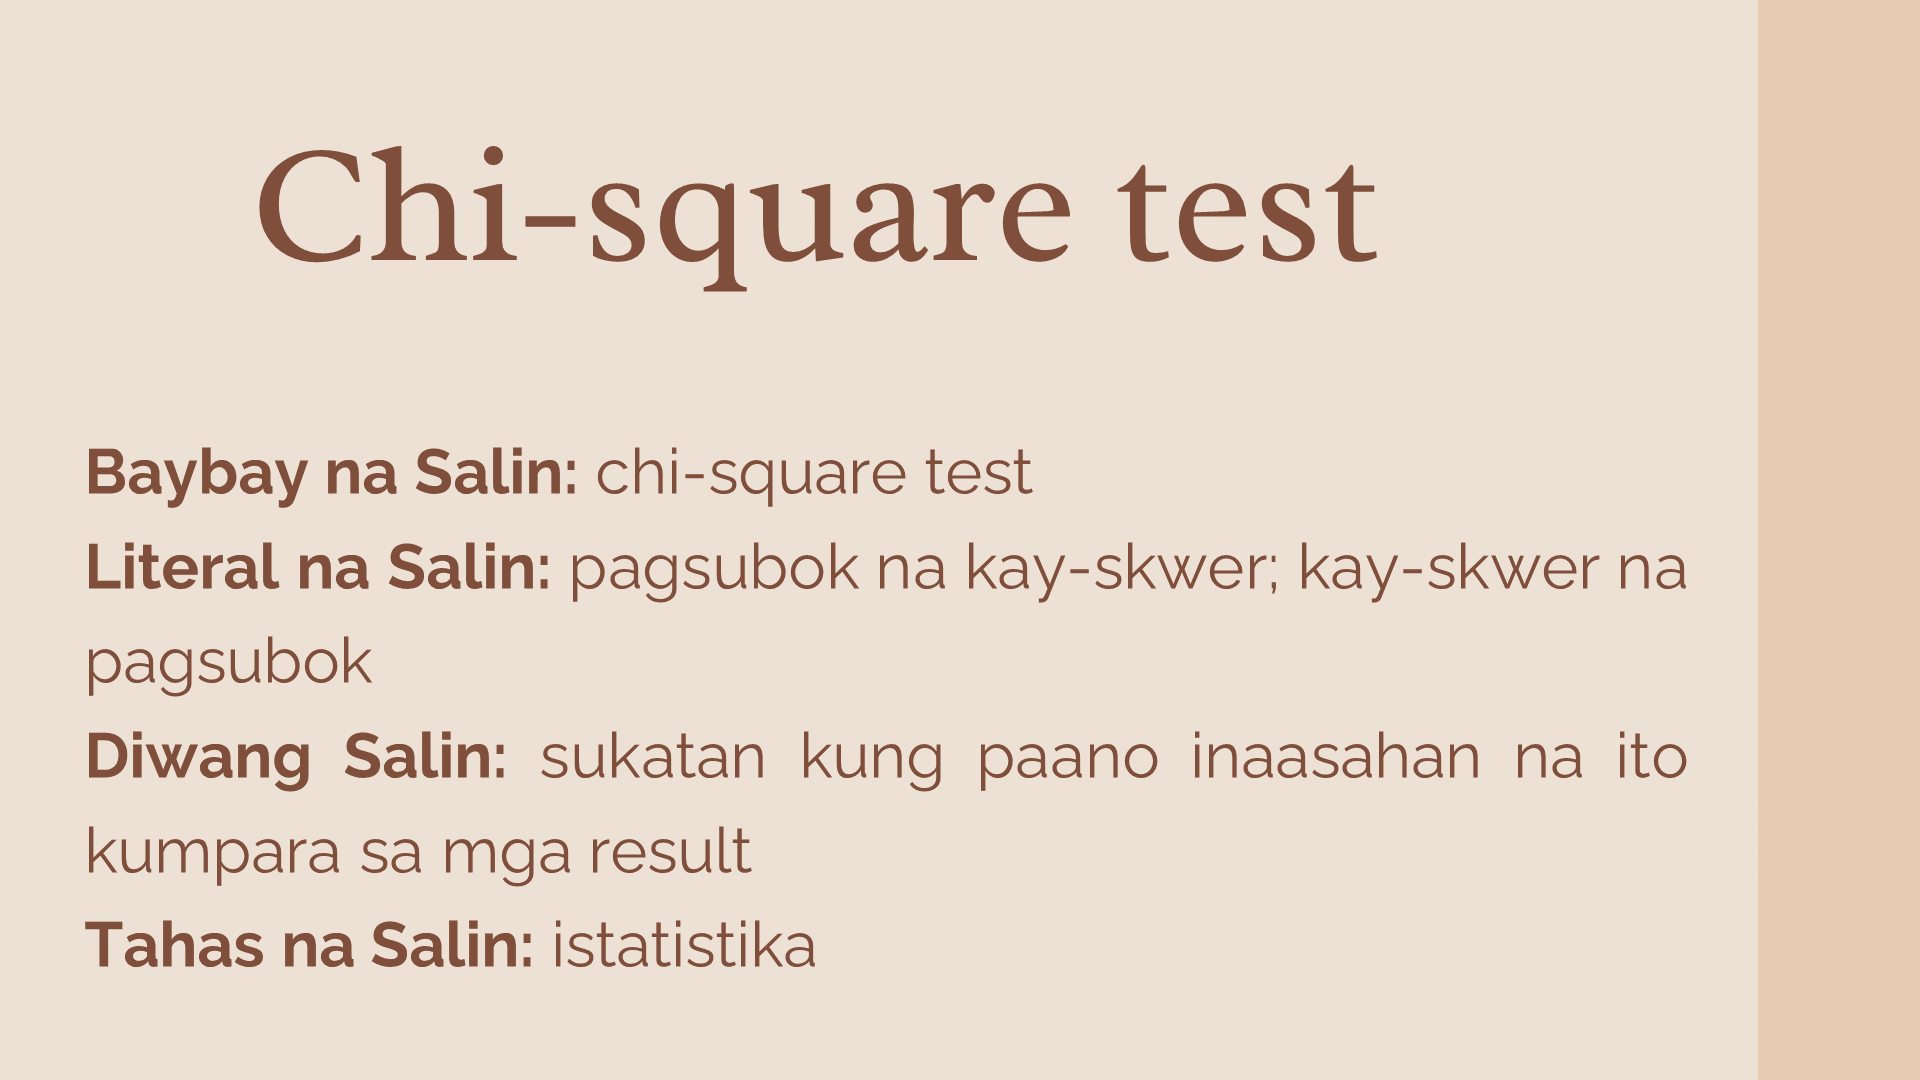 Chi-square test
Baybay na Salin: chi-square test
Literal na Salin: pagsubok na kay-skwer; kay-skwer na
pagsubok
Diwang Salin: sukatan kung paano inaasahan na ito
kumpara sa mga result
Tahas na Salin: istatistika